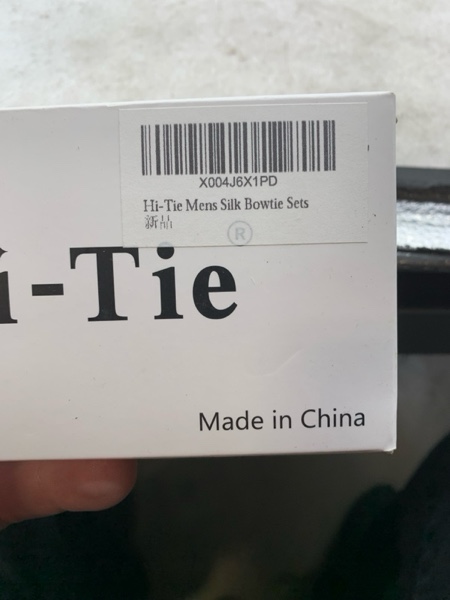 X004J6X1PD
Hi-Tie Mens Silk Bowtie Sets
新品
®
i-Tie
Made in China